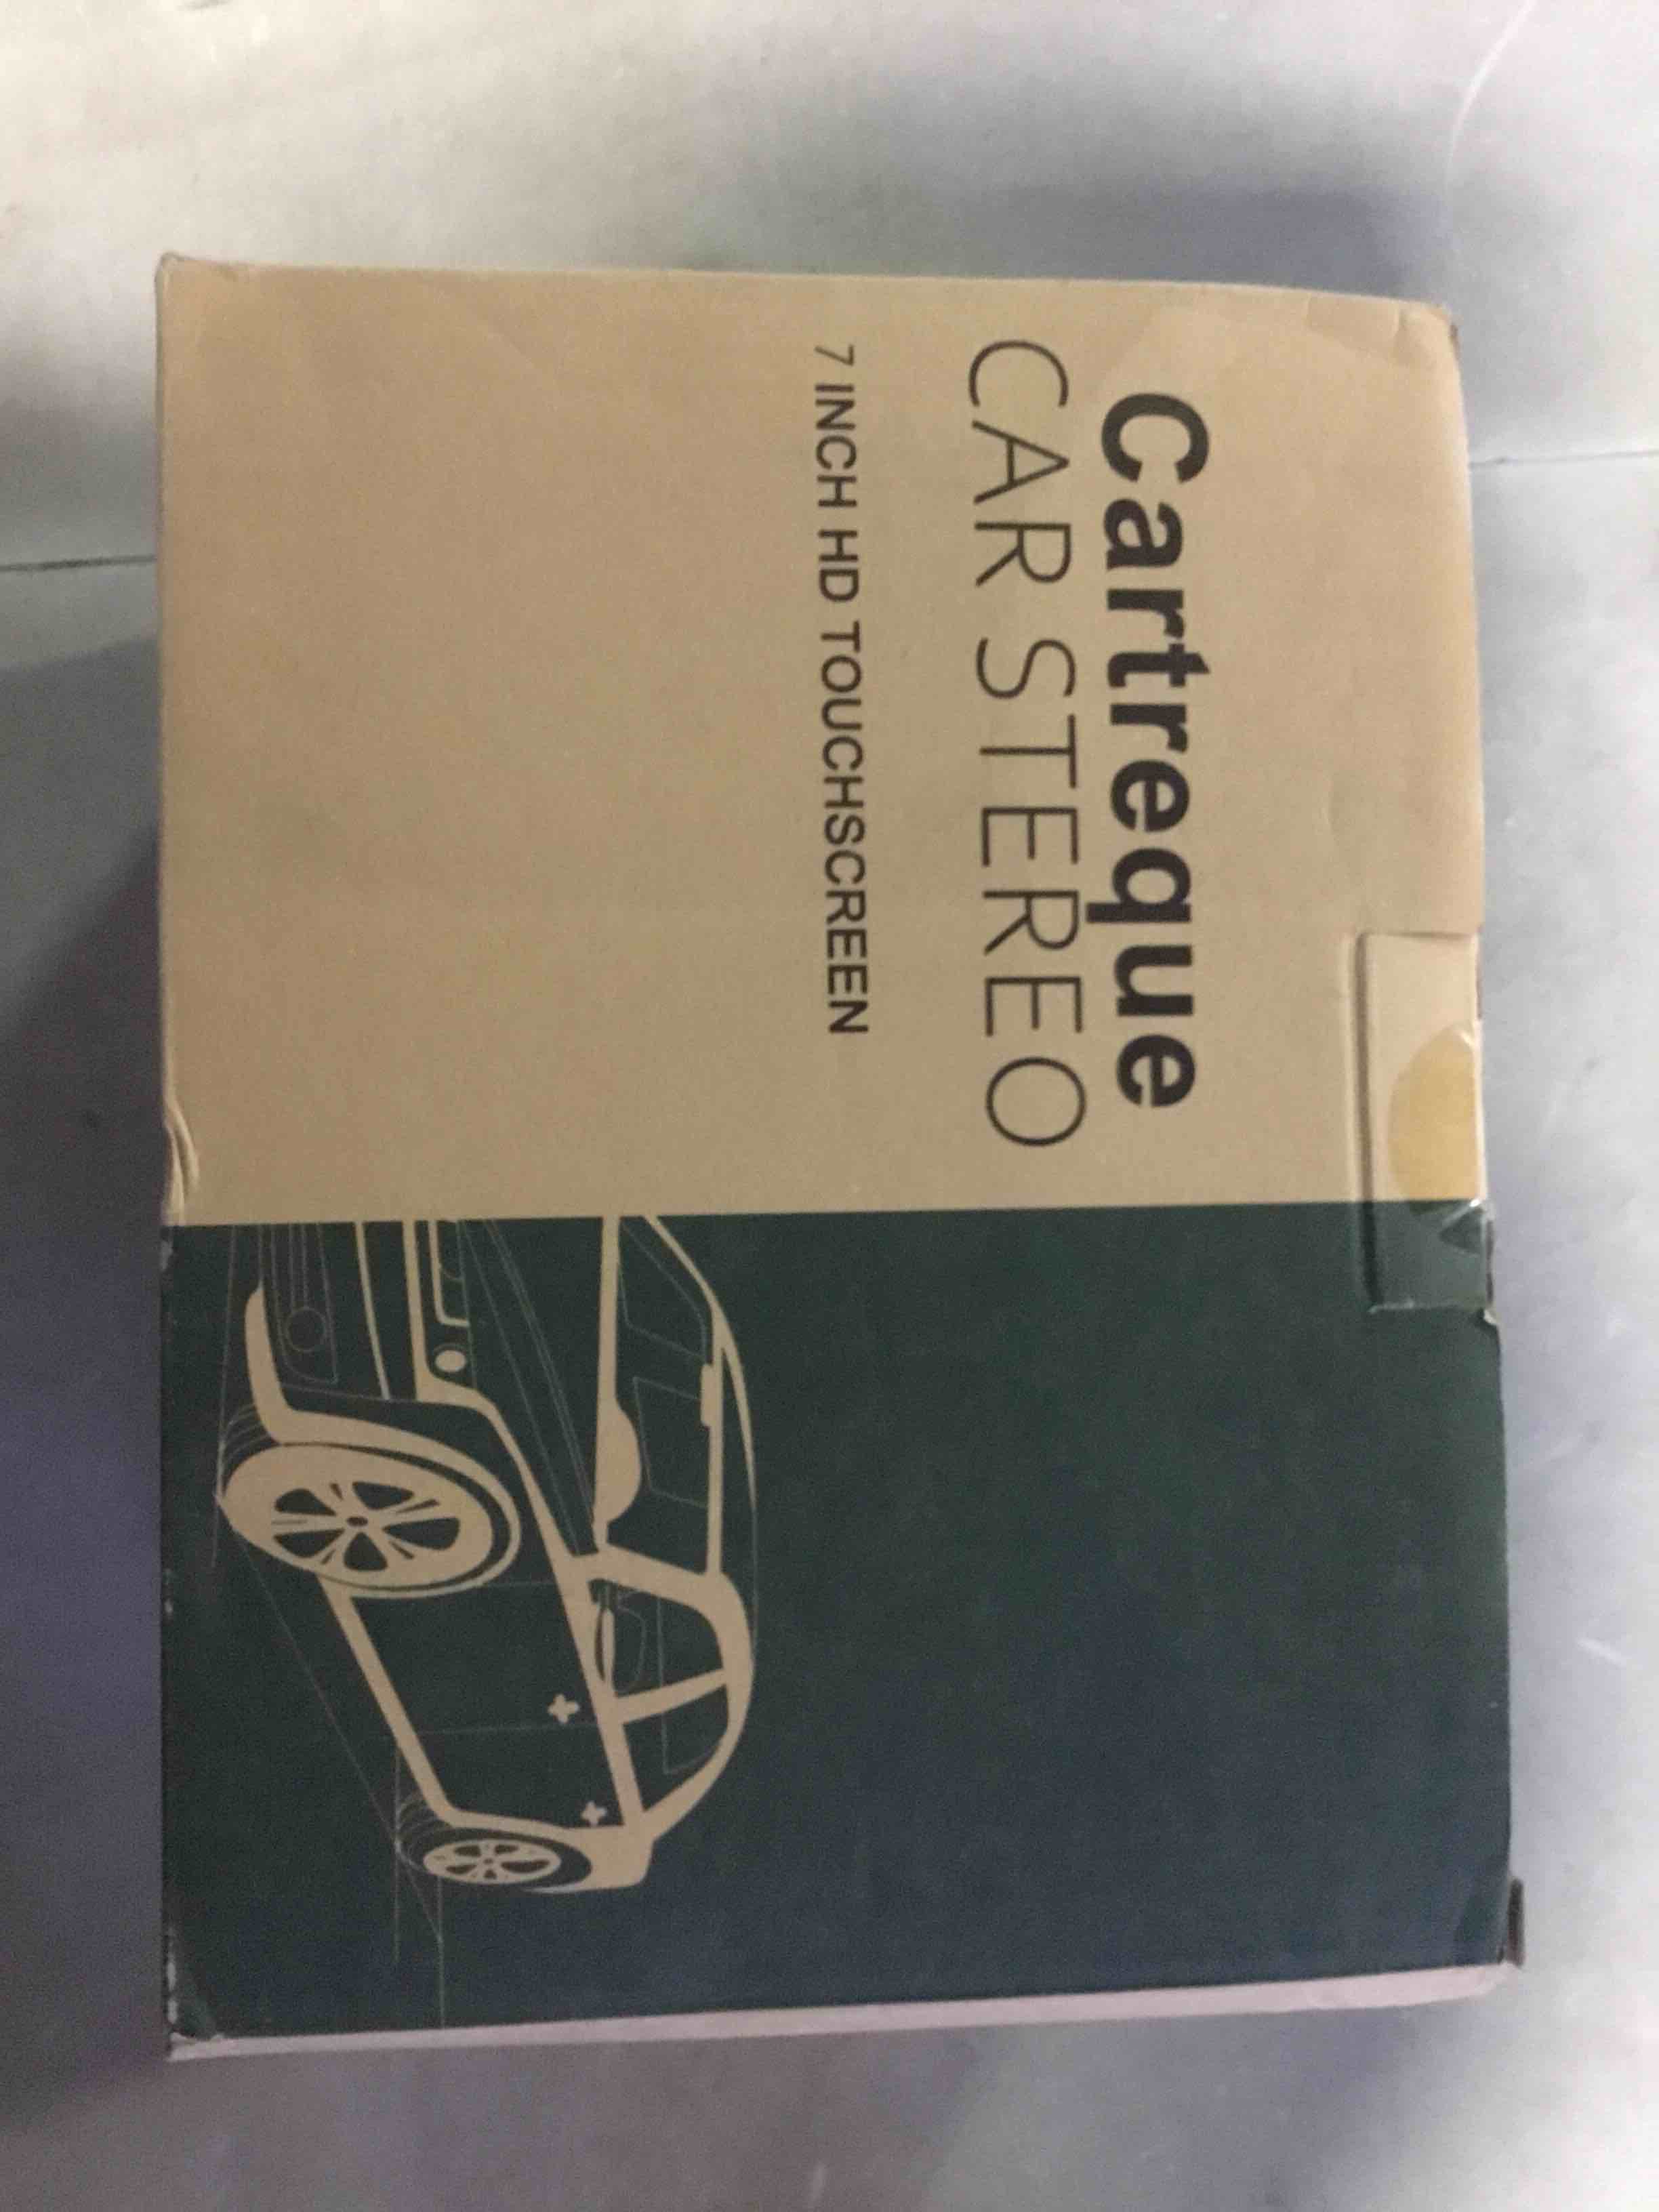 Cartreque
CAR STEREO
7 INCH HD TOUCHSCREEN